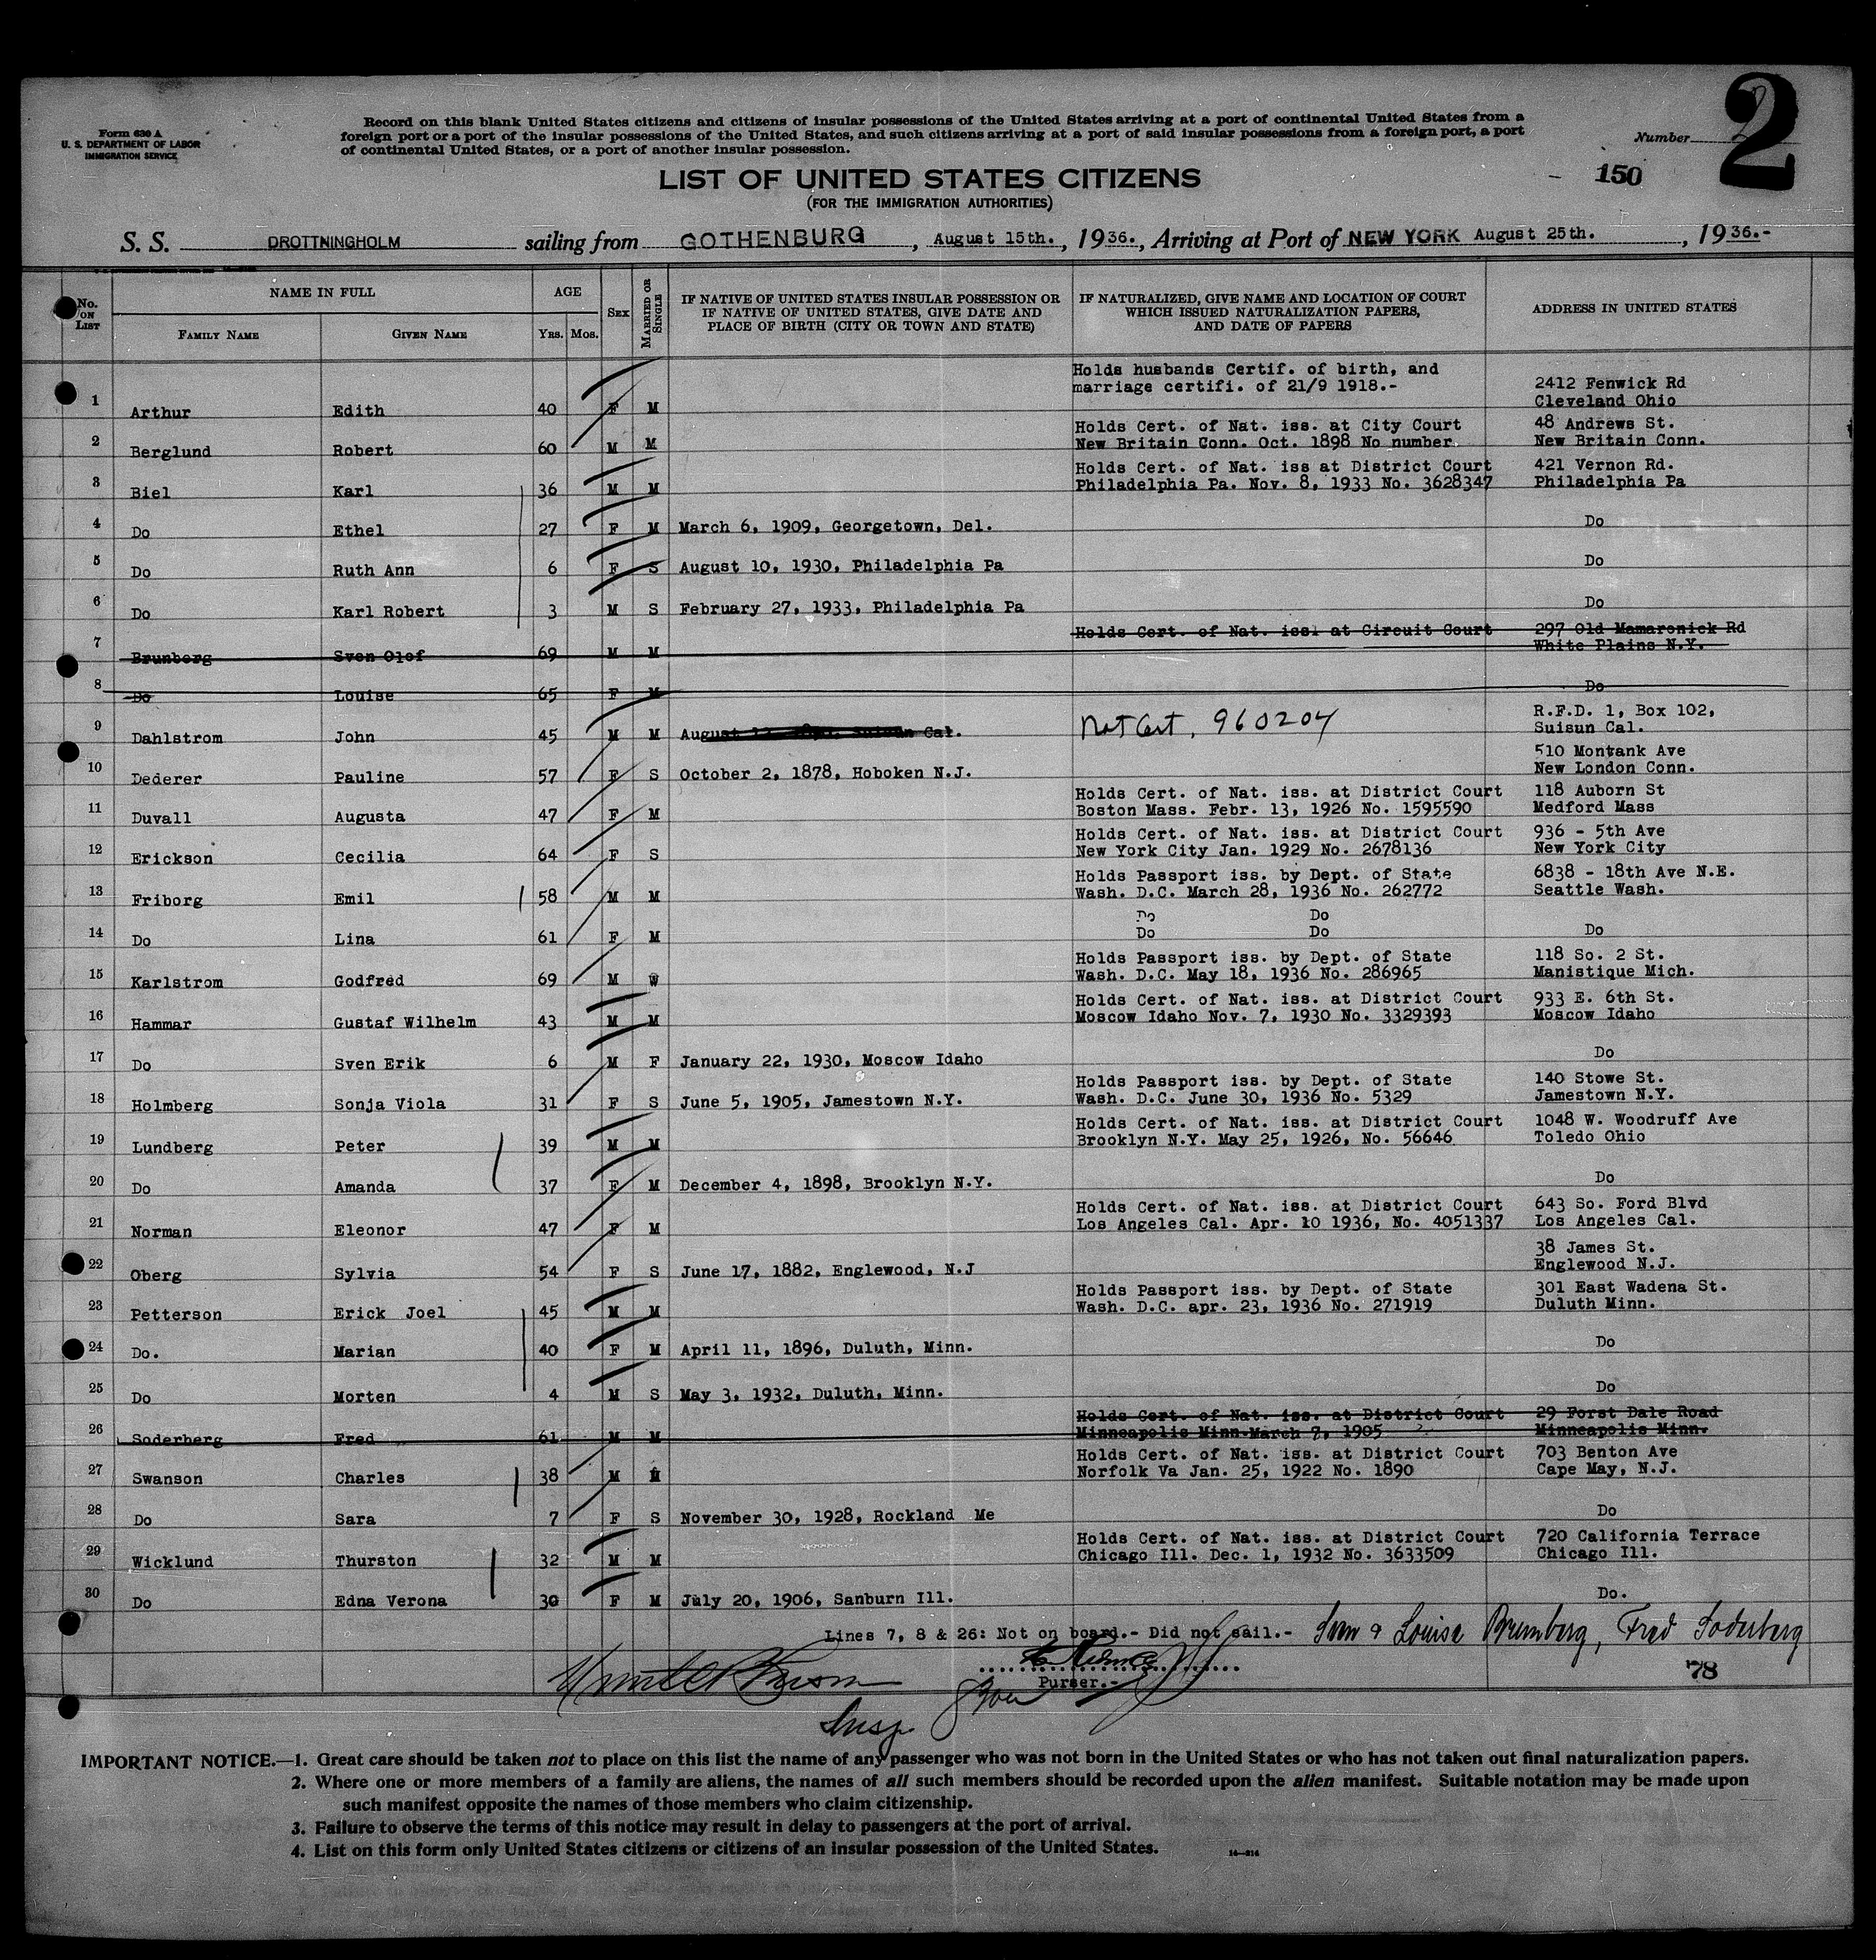 Form 630 A
U. S. DEPARTMENT OF LABOR
IMMIGRATION SERVICE
Record on this blank United States citizens and citizens of insular possessions of the United States arriving at a port of continental United States from a
foreign port or a port of the insular possessions of the United States, and such citizens arriving at a port of said insular possessions from a foreign port, a port
of continental United States, or a port of another insular possession.
Number 2
2
150
LIST OF UNITED STATES CITIZENS
(FOR THE IMMIGRATION AUTHORITIES)
S. S. DROTTNINGHOLM sailing from GOTHENBURG, August 15th., 1936., Arriving at Port of NEW YORK August 25th., 1936.-
No. ON LIST
NAME IN FULL
FAMILY NAME
GIVEN NAME
AGE
Yrs. Mos.
SEX
MARRIED OR SINGLE
IF NATIVE OF UNITED STATES INSULAR POSSESSION OR
IF NATIVE OF UNITED STATES, GIVE DATE AND
PLACE OF BIRTH (CITY OR TOWN AND STATE)
IF NATURALIZED, GIVE NAME AND LOCATION OF COURT
WHICH ISSUED NATURALIZATION PAPERS,
AND DATE OF PAPERS
ADDRESS IN UNITED STATES
Holds husbands Certif. of birth, and
marriage certifi. of 21/9 1918.- 2412 Fenwick Rd
1 Arthur Edith 40 F M Cleveland Ohio
Holds Cert. of Nat. iss. at City Court 48 Andrews St.
2 Berglund Robert 60 M M New Britain Conn. Oct. 1898 No number. New Britain Conn.
Holds Cert. of Nat. iss at District Court 421 Vernon Rd.
3 Biel Karl 36 M M Philadelphia Pa. Nov. 8, 1933 No. 3628347 Philadelphia Pa
4 Do Ethel 27 F M March 6, 1909, Georgetown, Del. Do
5 Do Ruth Ann 6 F S August 10, 1930, Philadelphia Pa Do
6 Do Karl Robert 3 M S February 27, 1933, Philadelphia Pa Do
Holds Cert. of Nat. issl at Circuit Court 297 Old Mamaronick Rd
7 Brunberg Sven Olof 69 M M White Plains N.Y.
8 Do Louise 65 F M Do
R.F.D. 1, Box 102,
9 Dahlstrom John 45 M M August Suisun Cal. Nat Cert, 960204 Suisun Cal.
510 Montank Ave
10 Dederer Pauline 57 F S October 2, 1878, Hoboken N.J. New London Conn.
Holds Cert. of Nat. iss. at District Court 118 Auborn St
11 Duvall Augusta 47 F M Boston Mass. Febr. 13, 1926 No. 1595590 Medford Mass
Holds Cert. of Nat. iss. at District Court 936 - 5th Ave
12 Erickson Cecilia 64 F S New York City Jan. 1929 No. 2678136 New York City
Holds Passport iss. by Dept. of State 6838 - 18th Ave N.E.
13 Friborg Emil 58 M M Wash. D.C. March 28, 1936 No. 262772 Seattle Wash.
Do Do
14 Do Lina 61 F M Do Do Do
Holds Passport iss. by Dept. of State 118 So. 2 St.
15 Karlstrom Godfred 69 M W Wash. D.C. May 18, 1936 No. 286965 Manistique Mich.
Holds Cert. of Nat. iss. at District Court 933 E. 6th St.
16 Hammar Gustaf Wilhelm 43 M M Moscow Idaho Nov. 7, 1930 No. 3329393 Moscow Idaho
17 Do Sven Erik 6 M F January 22, 1930, Moscow Idaho Do
Holds Passport iss. by Dept. of State 140 Stowe St.
18 Holmberg Sonja Viola 31 F S June 5, 1905, Jamestown N.Y. Wash. D.C. June 30, 1936 No. 5329 Jamestown N.Y.
Holds Cert. of Nat. iss. at District Court 1048 W. Woodruff Ave
19 Lundberg Peter 39 M M Brooklyn N.Y. May 25, 1926, No. 56646 Toledo Ohio
20 Do Amanda 37 F M December 4, 1898, Brooklyn N.Y. Do
Holds Cert. of Nat. iss. at District Court 643 So. Ford Blvd
21 Norman Eleonor 47 F M Los Angeles Cal. Apr. 10 1936, No. 4051337 Los Angeles Cal.
38 James St.
22 Oberg Sylvia 54 F S June 17, 1882, Englewood, N.J Englewood N.J.
Holds Passport iss. by Dept. of State 301 East Wadena St.
23 Petterson Erick Joel 45 M M Wash. D.C. apr. 23, 1936 No. 271919 Duluth Minn.
24 Do. Marian 40 F M April 11, 1896, Duluth, Minn. Do
25 Do Morten 4 M S May 3, 1932, Duluth, Minn. Do
Holds Cert. of Nat. iss. at District Court 29 Forst Dale Road
26 Soderberg Fred 61 M M Minneapolis Minn March 7, 1905 Minneapolis Minn.
Holds Cert. of Nat. iss. at District Court 703 Benton Ave
27 Swanson Charles 38 M M Norfolk Va Jan. 25, 1922 No. 1890 Cape May, N.J.
28 Do Sara 7 F S November 30, 1928, Rockland Me Do
Holds Cert. of Nat. iss. at District Court 720 California Terrace
29 Wicklund Thurston 32 M M Chicago Ill. Dec. 1, 1932 No. 3633509 Chicago Ill.
30 Do Edna Verona 30 F M July 20, 1906, Sanburn Ill. Do.
Lines 7, 8 & 26: Not on board.- Did not sail.- Sven & Louise Brumberg, Fred Soderberg
78
Purser.-
Insp
IMPORTANT NOTICE.—1. Great care should be taken not to place on this list the name of any passenger who was not born in the United States or who has not taken out final naturalization papers.
2. Where one or more members of a family are aliens, the names of all such members should be recorded upon the alien manifest. Suitable notation may be made upon
such manifest opposite the names of those members who claim citizenship.
3. Failure to observe the terms of this notice may result in delay to passengers at the port of arrival.
4. List on this form only United States citizens or citizens of an insular possession of the United States.
14—214